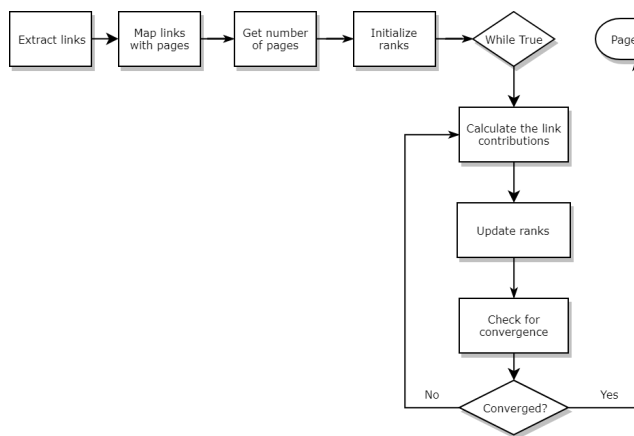 Extract links
Map links
with pages
Get number
of pages
Initialize
ranks
While True
Page
Calculate the link
contributions
Update ranks
Check for
convergence
No
Converged?
Yes